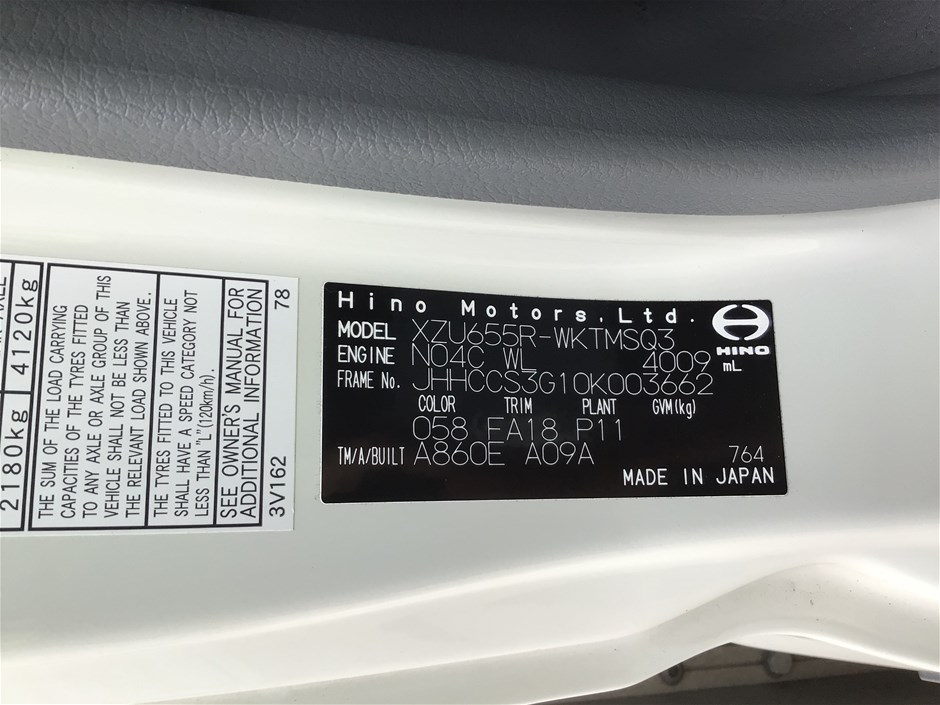 2180kg 4120kg
THE SUM OF THE LOAD CARRYING
CAPACITIES OF THE TYRES FITTED
TO ANY AXLE OR AXLE GROUP OF THIS
VEHICLE SHALL NOT BE LESS THAN
THE RELEVANT LOAD SHOWN ABOVE.
THE TYRES FITTED TO THIS VEHICLE
SHALL HAVE A SPEED CATEGORY NOT
LESS THAN "L"(120km/h).
SEE OWNER'S MANUAL FOR
ADDITIONAL INFORMATION
3V162 78
Hino Motors,Ltd.
HINO
MODEL XZU655R-WKTMSQ3
ENGINE N04C WL 4009 mL
FRAME No. JHHCCS3G10K003662
COLOR TRIM PLANT GVM(kg)
058 FA18 P11
TM/A/BUILT A860E A09A 764
MADE IN JAPAN